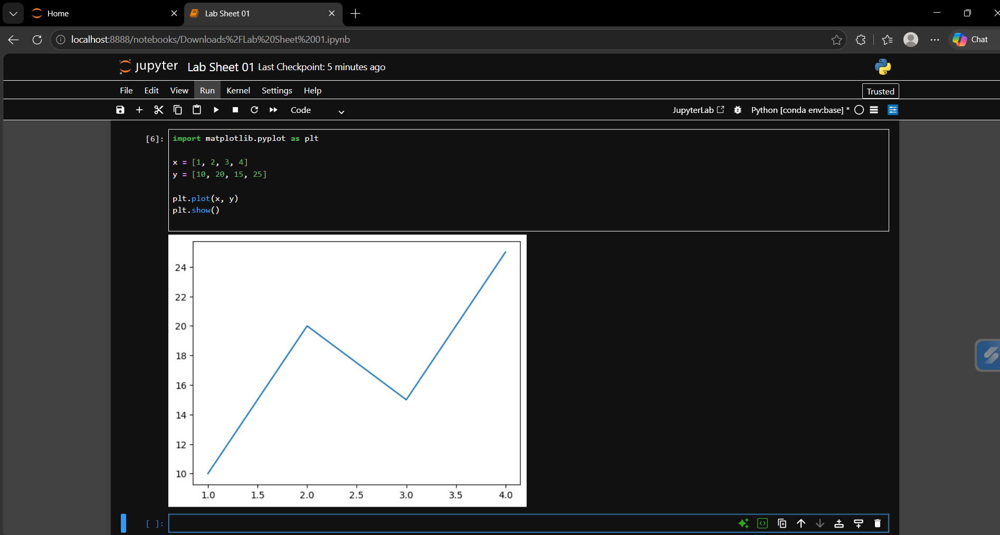 Home
Lab Sheet 01
localhost:8888/notebooks/Downloads%2FLab%20Sheet%2001.ipynb
Chat
jupyter Lab Sheet 01 Last Checkpoint: 5 minutes ago
File Edit View Run Kernel Settings Help
Trusted
Code
JupyterLab
Python [conda env:base] *
[6]:
import matplotlib.pyplot as plt
x = [1, 2, 3, 4]
y = [10, 20, 15, 25]
plt.plot(x, y)
plt.show()
24
22
20
18
16
14
12
10
1.0 1.5 2.0 2.5 3.0 3.5 4.0
[ ]: